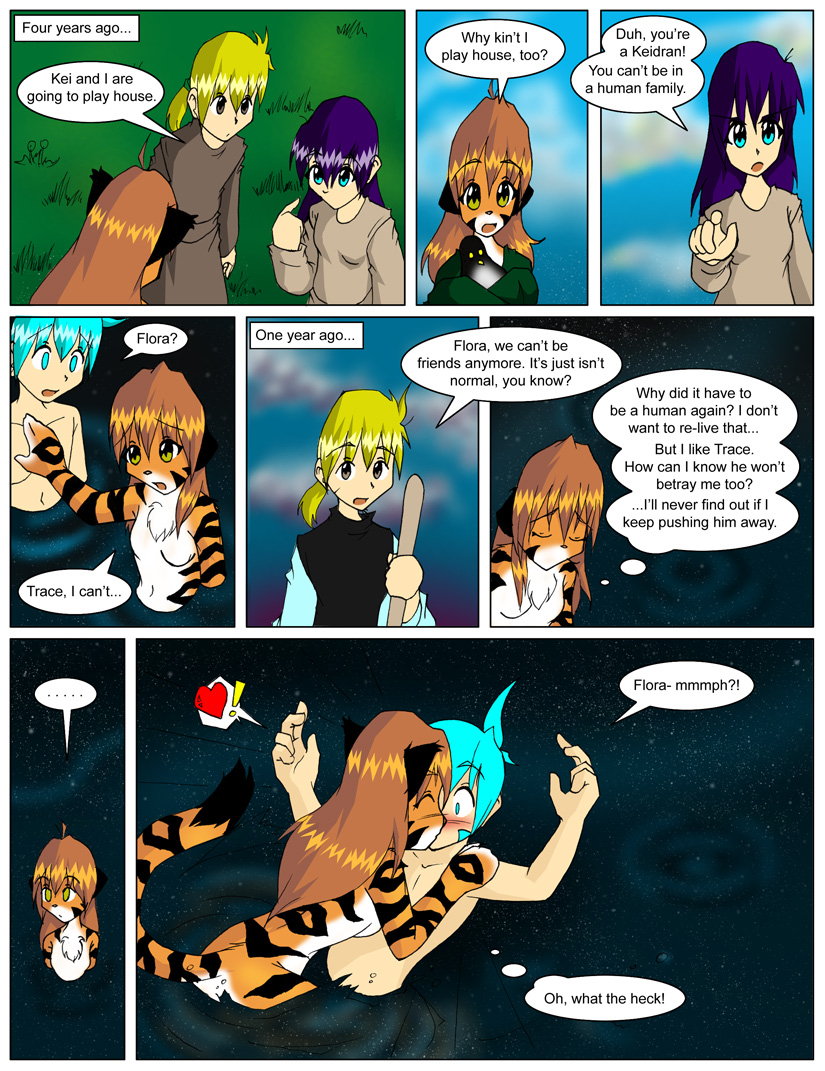 Four years ago...
Kei and I are
going to play house.
Why kin't I
play house, too?
Duh, you're
a Keidran!
You can't be in
a human family.
Flora?
Trace, I can't...
One year ago...
Flora, we can't be
friends anymore. It's just isn't
normal, you know?
Why did it have to
be a human again? I don't
want to re-live that...
But I like Trace.
How can I know he won't
betray me too?
...I'll never find out if I
keep pushing him away.
. . . . .
!
Flora- mmmph?!
Oh, what the heck!